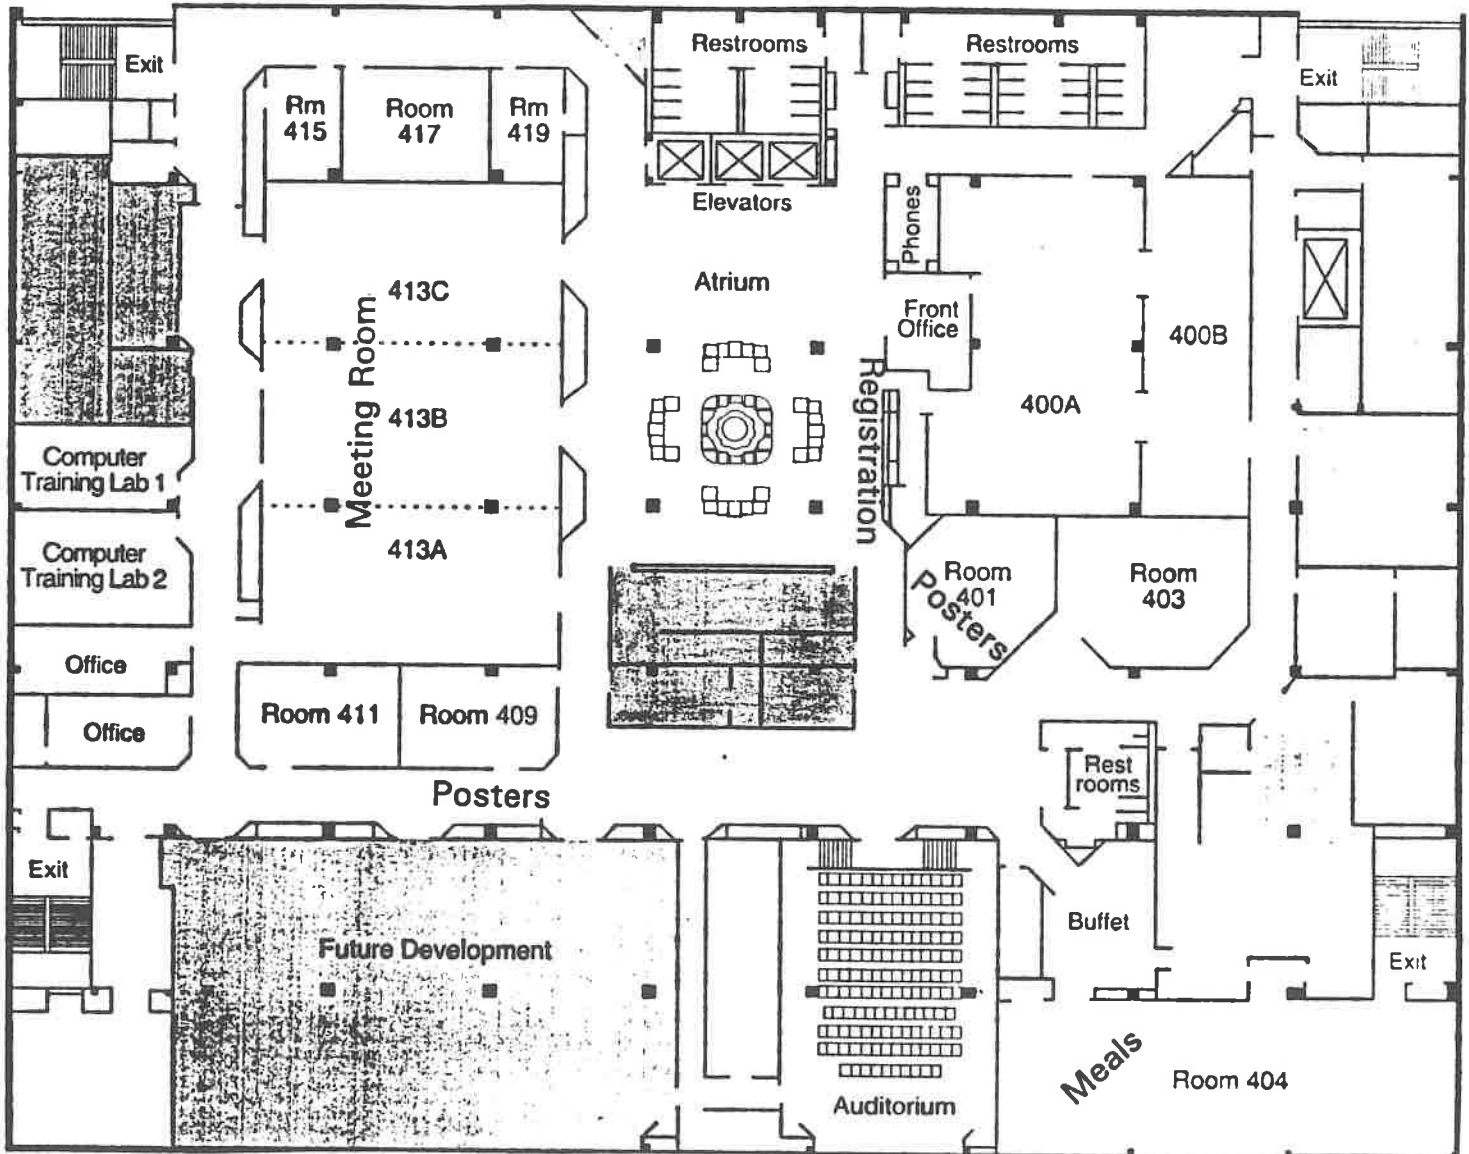 Restrooms
Restrooms
Exit
Exit
Rm
415
Room
417
Rm
419
Elevators
Phones
Atrium
Front
Office
413C
Meeting Room
413B
413A
400B
400A
Registration
Computer
Training Lab 1
Computer
Training Lab 2
Room
401
Posters
Room
403
Office
Office
Room 411
Room 409
Posters
Rest
rooms
Exit
Future Development
Buffet
Exit
Meals
Room 404
Auditorium